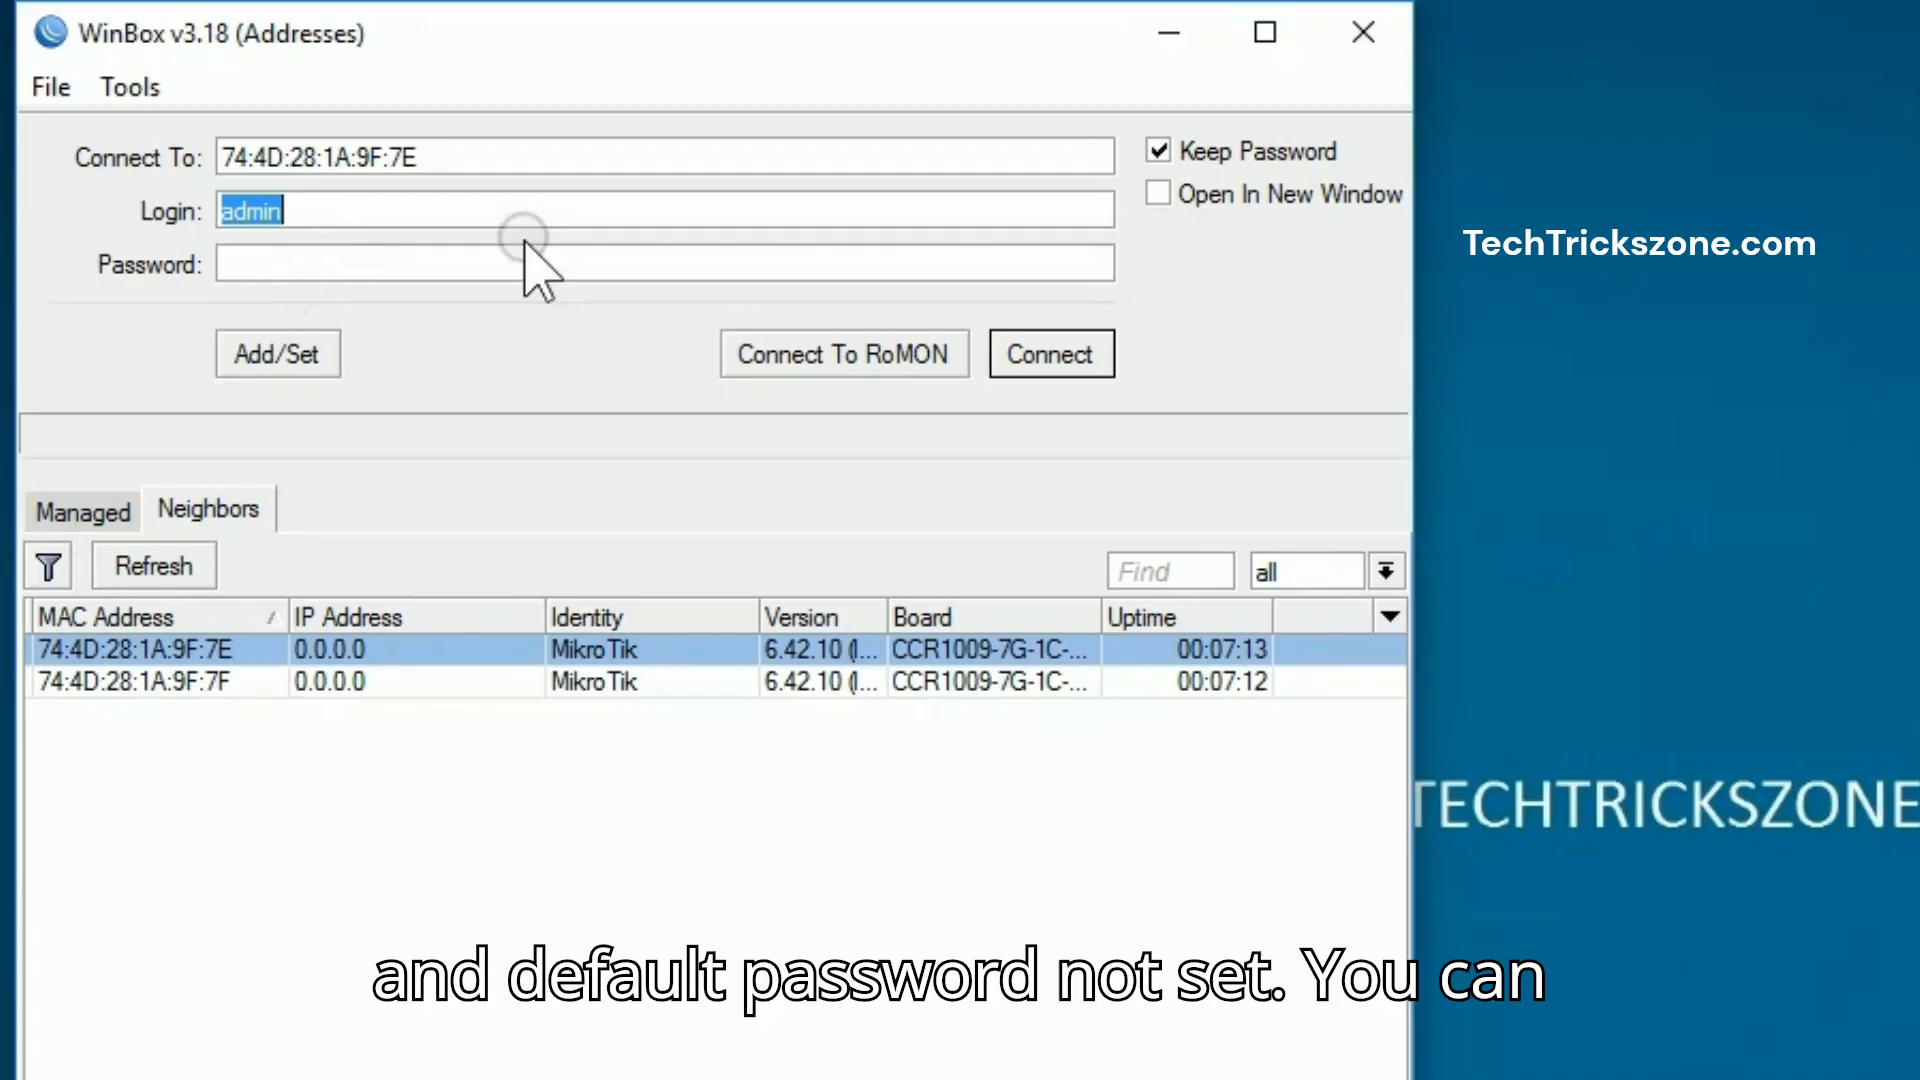 WinBox v3.18 (Addresses)
File Tools
Connect To: 74:4D:28:1A:9F:7E
Keep Password
Login: admin
Open In New Window
Password:
TechTrickszone.com
Add/Set Connect To RoMON Connect
Managed Neighbors
Refresh Find all
MAC Address IP Address Identity Version Board Uptime
74:4D:28:1A:9F:7E 0.0.0.0 MikroTik 6.42.10 (l... CCR1009-7G-1C-... 00:07:13
74:4D:28:1A:9F:7F 0.0.0.0 MikroTik 6.42.10 (l... CCR1009-7G-1C-... 00:07:12
TECHTRICKSZONE
and default password not set. You can